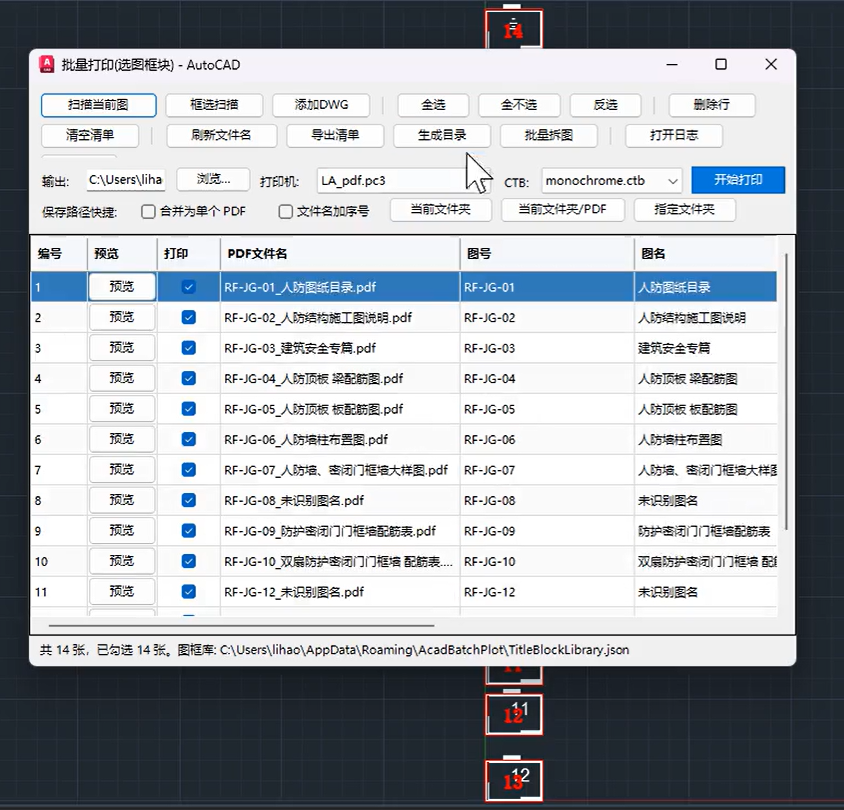 14
批量打印(选图框块) - AutoCAD
扫描当前图 框选扫描 添加DWG 全选 全不选 反选 删除行
清空清单 刷新文件名 导出清单 生成目录 批量拆图 打开日志
输出: C:\Users\liha 浏览... 打印机: LA_pdf.pc3 CTB: monochrome.ctb 开始打印
保存路径快捷: 合并为单个 PDF 文件名加序号 当前文件夹 当前文件夹/PDF 指定文件夹
编号 预览 打印 PDF文件名 图号 图名
1 预览 RF-JG-01_人防图纸目录.pdf RF-JG-01 人防图纸目录
2 预览 RF-JG-02_人防结构施工图说明.pdf RF-JG-02 人防结构施工图说明
3 预览 RF-JG-03_建筑安全专篇.pdf RF-JG-03 建筑安全专篇
4 预览 RF-JG-04_人防顶板 梁配筋图.pdf RF-JG-04 人防顶板 梁配筋图
5 预览 RF-JG-05_人防顶板 板配筋图.pdf RF-JG-05 人防顶板 板配筋图
6 预览 RF-JG-06_人防墙柱布置图.pdf RF-JG-06 人防墙柱布置图
7 预览 RF-JG-07_人防墙、密闭门框墙大样图.pdf RF-JG-07 人防墙、密闭门框墙大样图
8 预览 RF-JG-08_未识别图名.pdf RF-JG-08 未识别图名
9 预览 RF-JG-09_防护密闭门门框墙配筋表.pdf RF-JG-09 防护密闭门门框墙配筋表
10 预览 RF-JG-10_双扇防护密闭门门框墙 配筋表.... RF-JG-10 双扇防护密闭门门框墙 配
11 预览 RF-JG-12_未识别图名.pdf RF-JG-12 未识别图名
共 14 张，已勾选 14 张。图框库: C:\Users\lihao\AppData\Roaming\AcadBatchPlot\TitleBlockLibrary.json
11
12
12
13